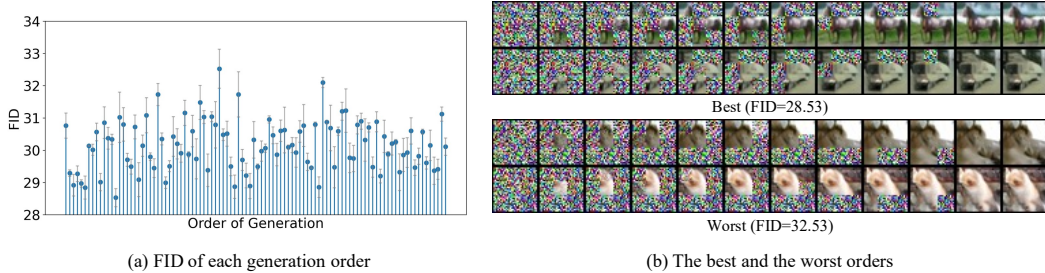 34
33
32
31
30
29
28
FID
Order of Generation
(a) FID of each generation order
Best (FID=28.53)
Worst (FID=32.53)
(b) The best and the worst orders